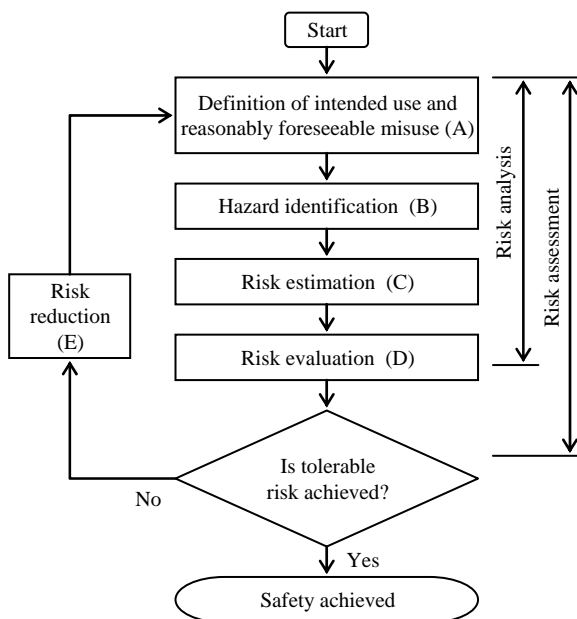 Start
Definition of intended use and
reasonably foreseeable misuse (A)
Hazard identification (B)
Risk estimation (C)
Risk evaluation (D)
Risk
reduction
(E)
Risk analysis
Risk assessment
Is tolerable
risk achieved?
No
Yes
Safety achieved